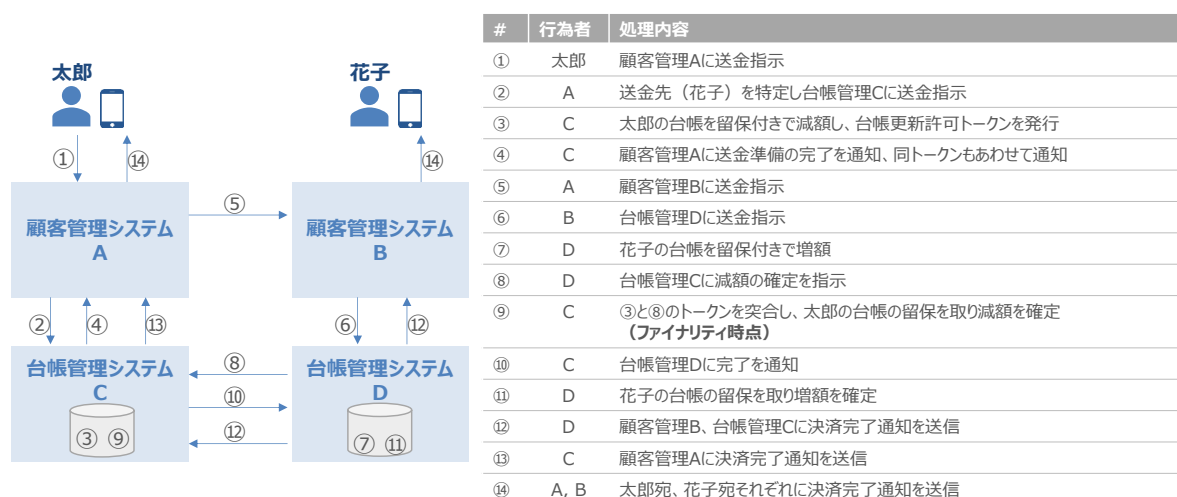 太郎
花子
①
⑭
⑭
⑤
顧客管理システム
A
顧客管理システム
B
②
④
⑬
⑥
⑫
台帳管理システム
C
③ ⑨
⑧
⑩
⑫
台帳管理システム
D
⑦ ⑪
# 行為者 処理内容
① 太郎 顧客管理Aに送金指示
② A 送金先（花子）を特定し台帳管理Cに送金指示
③ C 太郎の台帳を留保付きで減額し、台帳更新許可トークンを発行
④ C 顧客管理Aに送金準備の完了を通知、同トークンもあわせて通知
⑤ A 顧客管理Bに送金指示
⑥ B 台帳管理Dに送金指示
⑦ D 花子の台帳を留保付きで増額
⑧ D 台帳管理Cに減額の確定を指示
⑨ C ③と⑧のトークンを突合し、太郎の台帳の留保を取り減額を確定
（ファイナリティ時点）
⑩ C 台帳管理Dに完了を通知
⑪ D 花子の台帳の留保を取り増額を確定
⑫ D 顧客管理B、台帳管理Cに決済完了通知を送信
⑬ C 顧客管理Aに決済完了通知を送信
⑭ A, B 太郎宛、花子宛それぞれに決済完了通知を送信